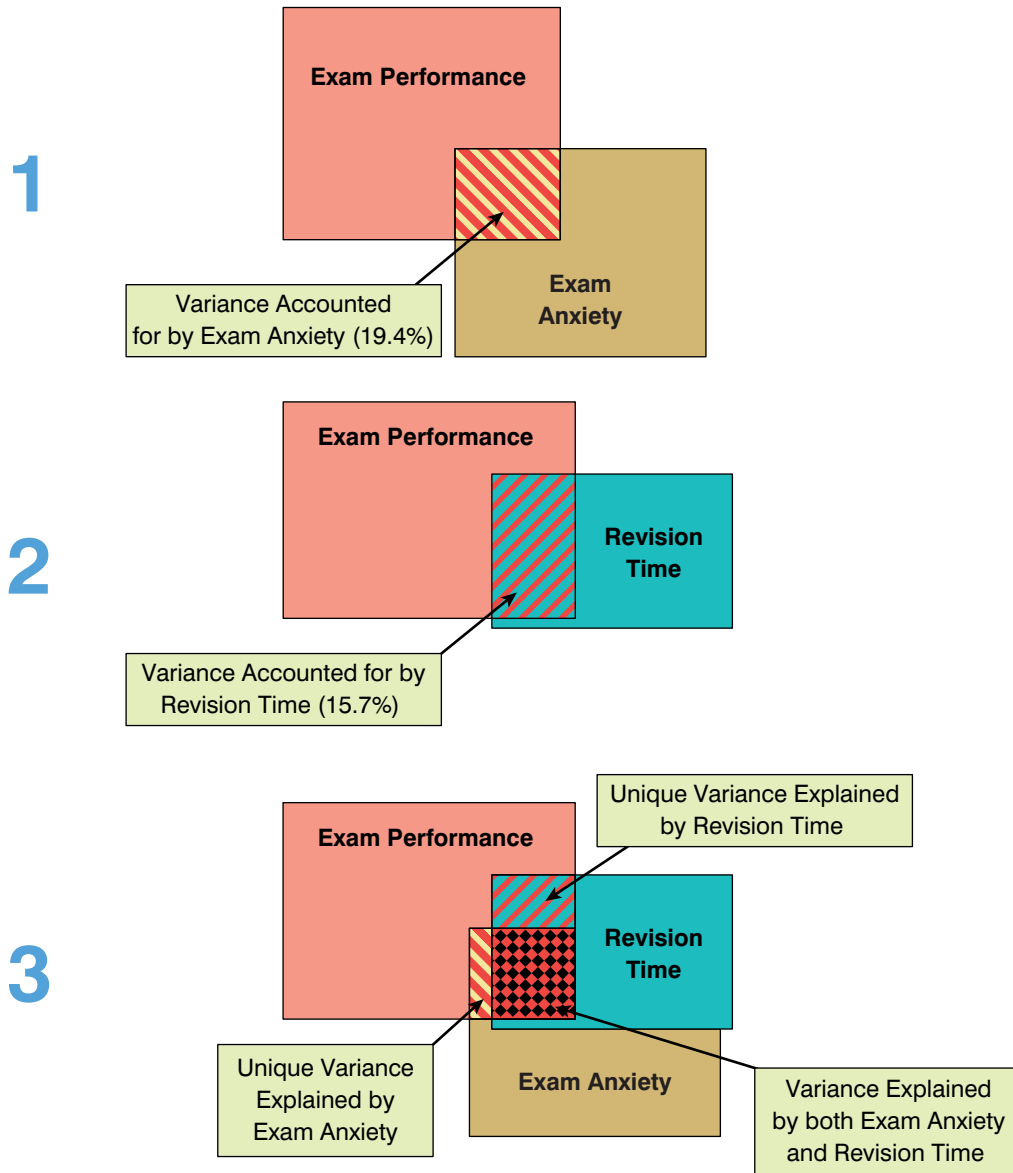 1
Exam Performance
Exam
Anxiety
Variance Accounted
for by Exam Anxiety (19.4%)
2
Exam Performance
Revision
Time
Variance Accounted for by
Revision Time (15.7%)
3
Unique Variance Explained
by Revision Time
Exam Performance
Revision
Time
Unique Variance
Explained by
Exam Anxiety
Exam Anxiety
Variance Explained
by both Exam Anxiety
and Revision Time